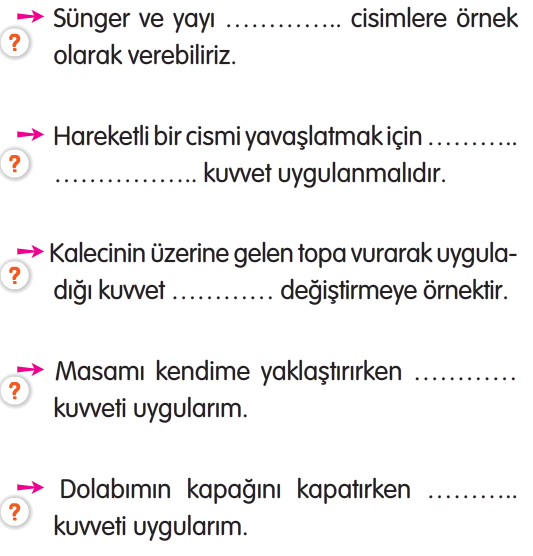 Sünger ve yayı ………….. cisimlere örnek
? olarak verebiliriz.
Hareketli bir cismi yavaşlatmak için ………..
? …………….. kuvvet uygulanmalıdır.
Kalecinin üzerine gelen topa vurarak uygula-
? dığı kuvvet ………… değiştirmeye örnektir.
Masamı kendime yaklaştırırken …………
? kuvveti uygularım.
Dolabımın kapağını kapatırken ………..
? kuvveti uygularım.